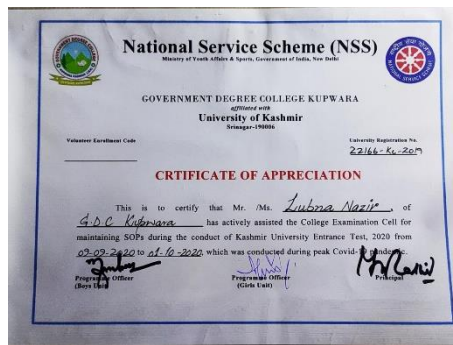 National Service Scheme (NSS)
Ministry of Youth Affairs & Sports, Government of India, New Delhi
GOVERNMENT DEGREE COLLEGE KUPWARA
affiliated with
University of Kashmir
Srinagar-190006
Volunteer Enrollment Code
University Registration No.
22166-KL-2019
CRTIFICATE OF APPRECIATION
This is to certify that Mr. /Ms. Lubna Nazir, of
G.D.C Kupwara has actively assisted the College Examination Cell for
maintaining SOPs during the conduct of Kashmir University Entrance Test, 2020 from
09-09-2020 to 01-10-2020, which was conducted during peak Covid-19 pandemic.
Programme Officer
(Boys Unit)
Programme Officer
(Girls Unit)
Principal